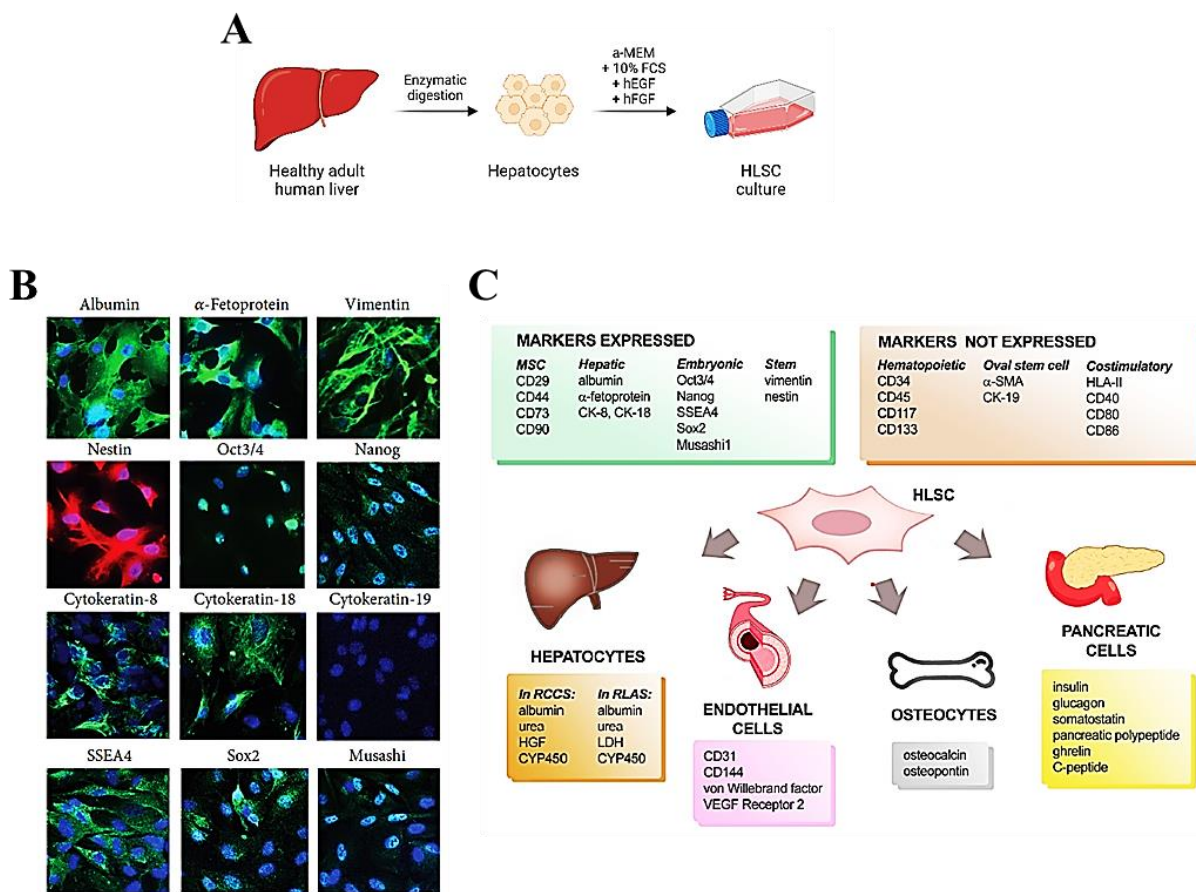 A
Enzymatic
digestion
a-MEM
+ 10% FCS
+ hEGF
+ hFGF
Healthy adult
human liver
Hepatocytes
HLSC
culture
B
Albumin
α-Fetoprotein
Vimentin
Nestin
Oct3/4
Nanog
Cytokeratin-8
Cytokeratin-18
Cytokeratin-19
SSEA4
Sox2
Musashi
C
MARKERS EXPRESSED
MSC
CD29
CD44
CD73
CD90
Hepatic
albumin
α-fetoprotein
CK-8, CK-18
Embryonic
Oct3/4
Nanog
SSEA4
Sox2
Musashi1
Stem
vimentin
nestin
MARKERS NOT EXPRESSED
Hematopoietic
CD34
CD45
CD117
CD133
Oval stem cell
α-SMA
CK-19
Costimulatory
HLA-II
CD40
CD80
CD86
HLSC
HEPATOCYTES
In RCCS:
albumin
urea
HGF
CYP450
In RLAS:
albumin
urea
LDH
CYP450
ENDOTHELIAL
CELLS
CD31
CD144
von Willebrand factor
VEGF Receptor 2
OSTEOCYTES
osteocalcin
osteopontin
PANCREATIC
CELLS
insulin
glucagon
somatostatin
pancreatic polypeptide
ghrelin
C-peptide